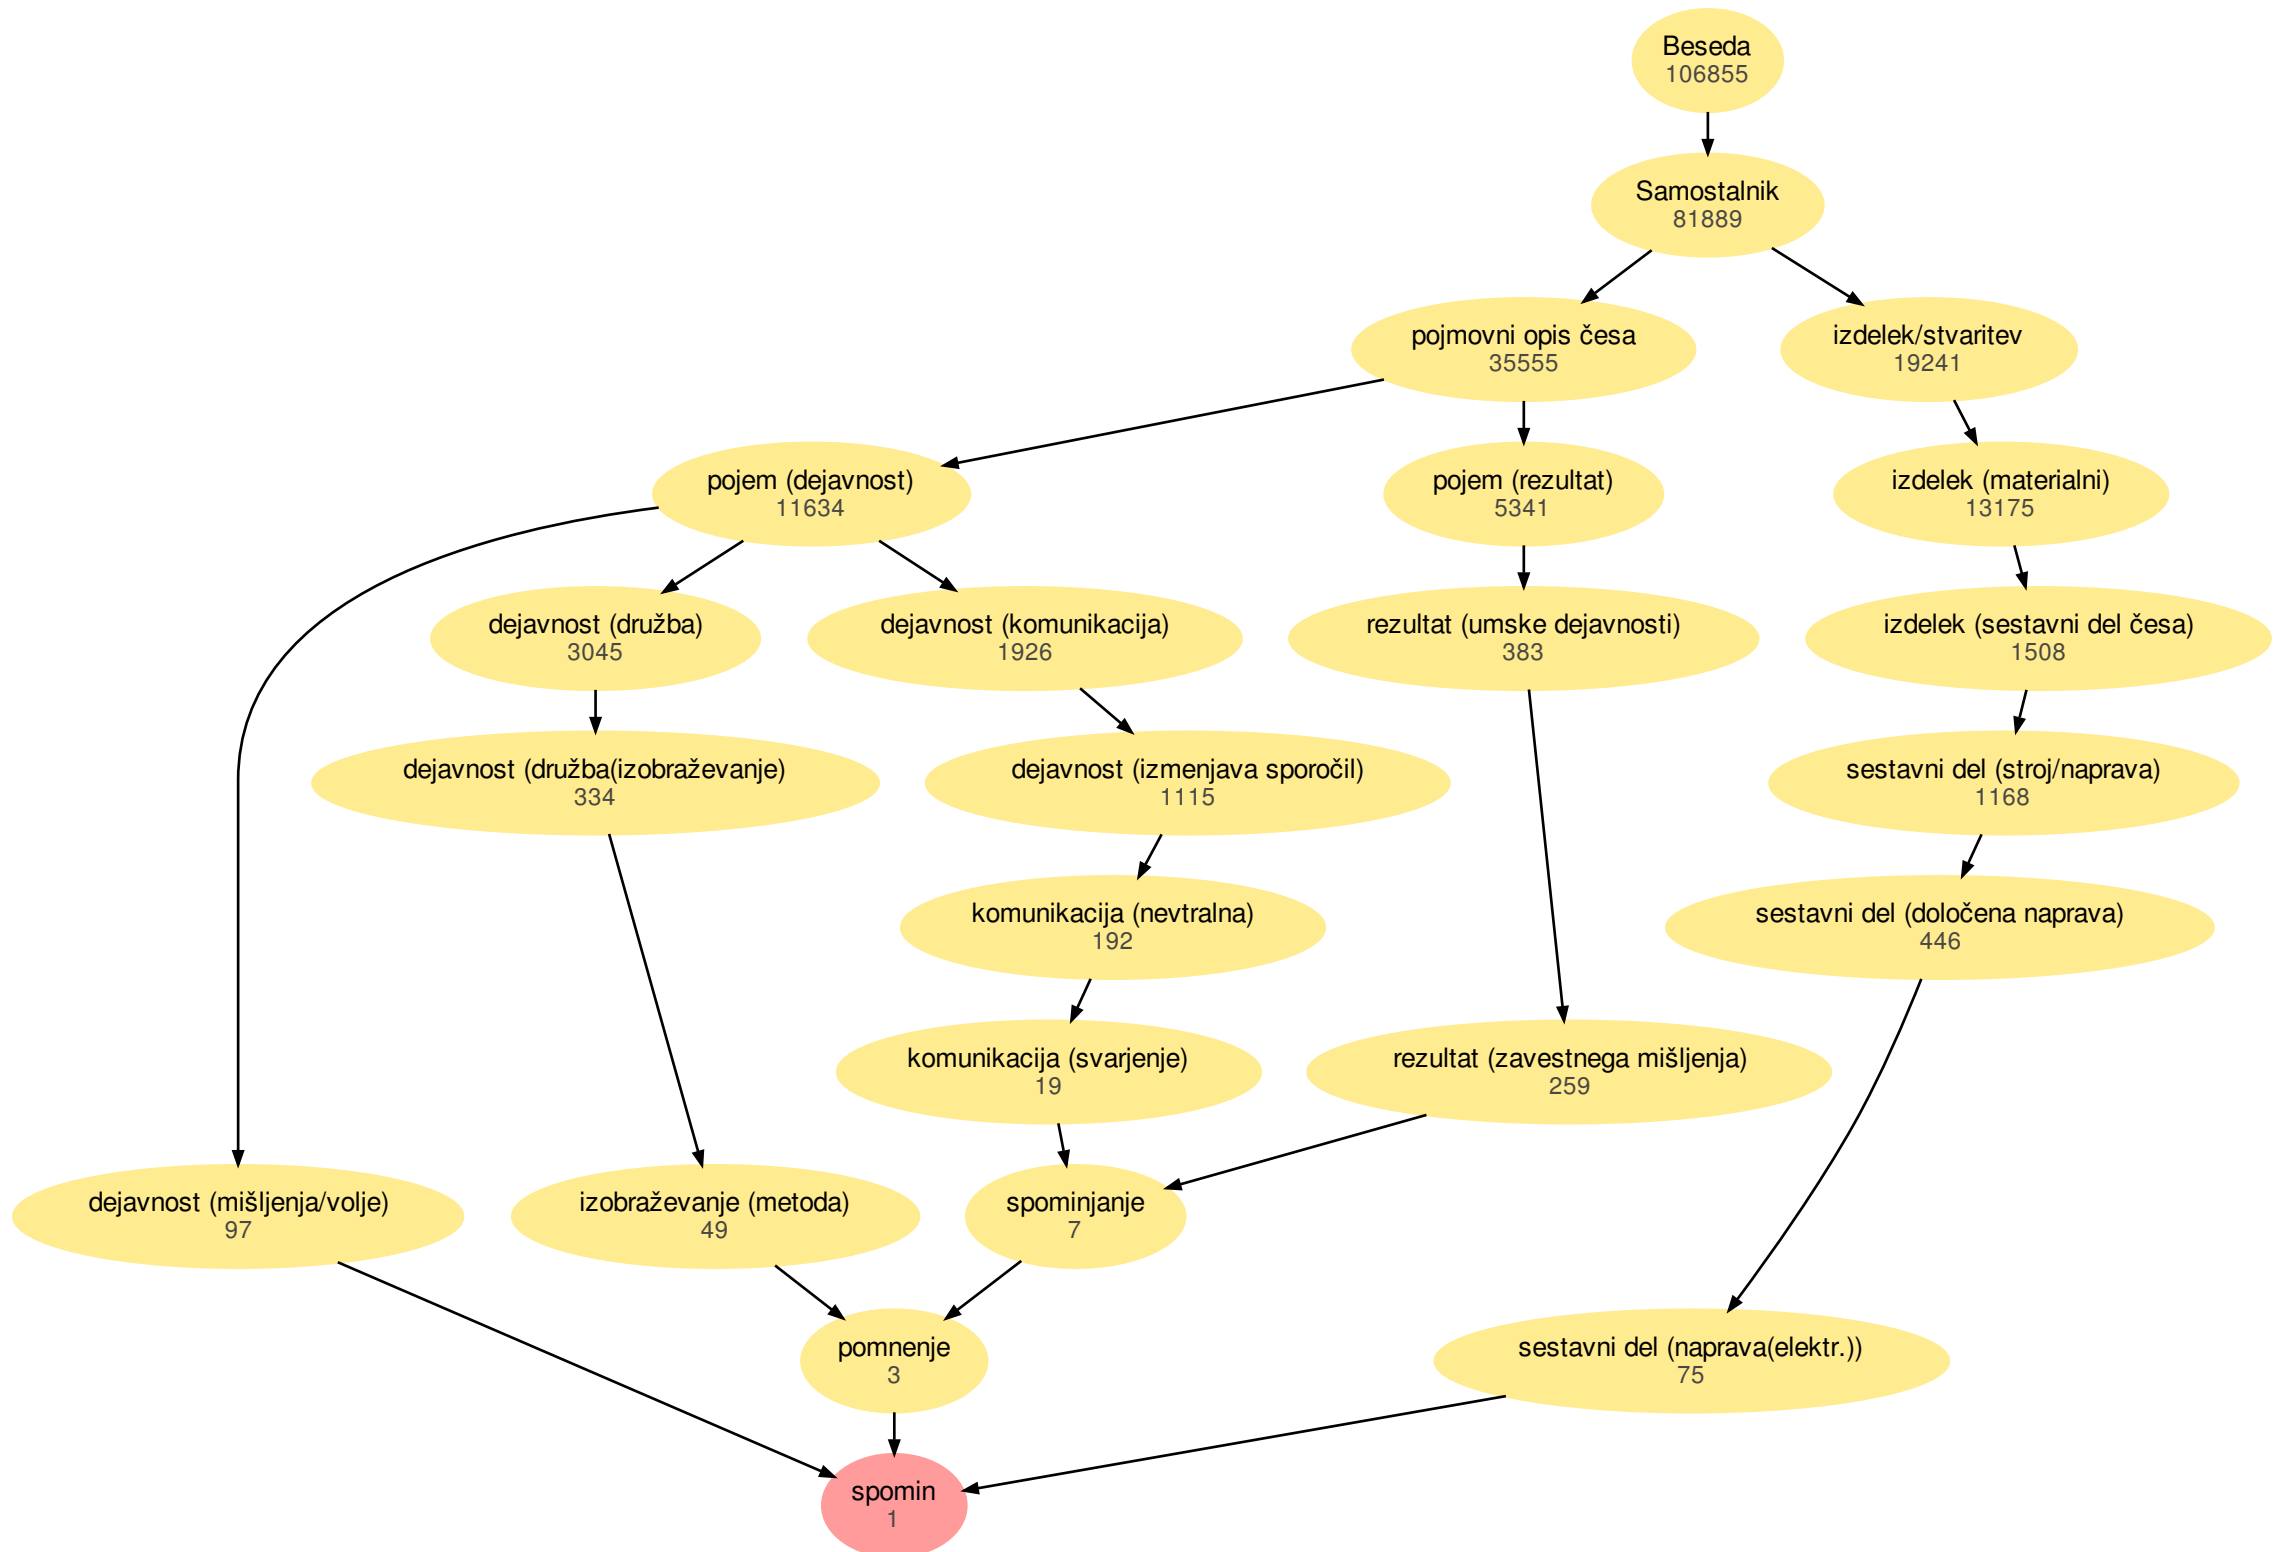 Beseda
106855
Samostalnik
81889
pojmovni opis česa
35555
izdelek/stvaritev
19241
pojem (dejavnost)
11634
pojem (rezultat)
5341
izdelek (materialni)
13175
dejavnost (družba)
3045
dejavnost (komunikacija)
1926
rezultat (umske dejavnosti)
383
izdelek (sestavni del česa)
1508
dejavnost (družba(izobraževanje)
334
dejavnost (izmenjava sporočil)
1115
sestavni del (stroj/naprava)
1168
komunikacija (nevtralna)
192
sestavni del (določena naprava)
446
komunikacija (svarjenje)
19
rezultat (zavestnega mišljenja)
259
dejavnost (mišljenja/volje)
97
izobraževanje (metoda)
49
spominjanje
7
pomnenje
3
sestavni del (naprava(elektr.))
75
spomin
1